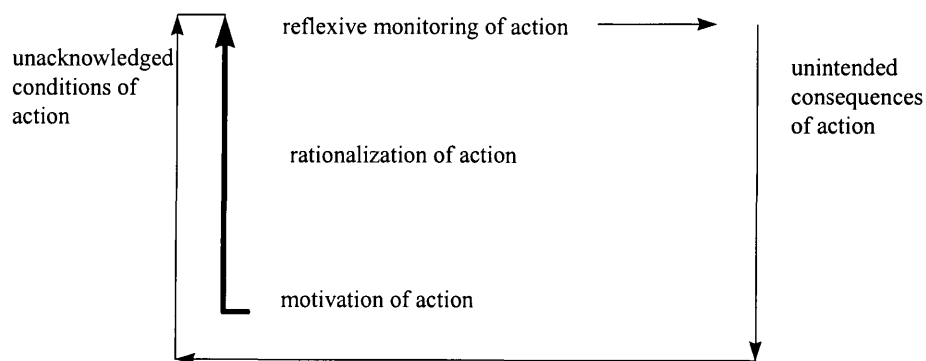 reflexive monitoring of action
unacknowledged
conditions of
action
unintended
consequences
of action
rationalization of action
motivation of action